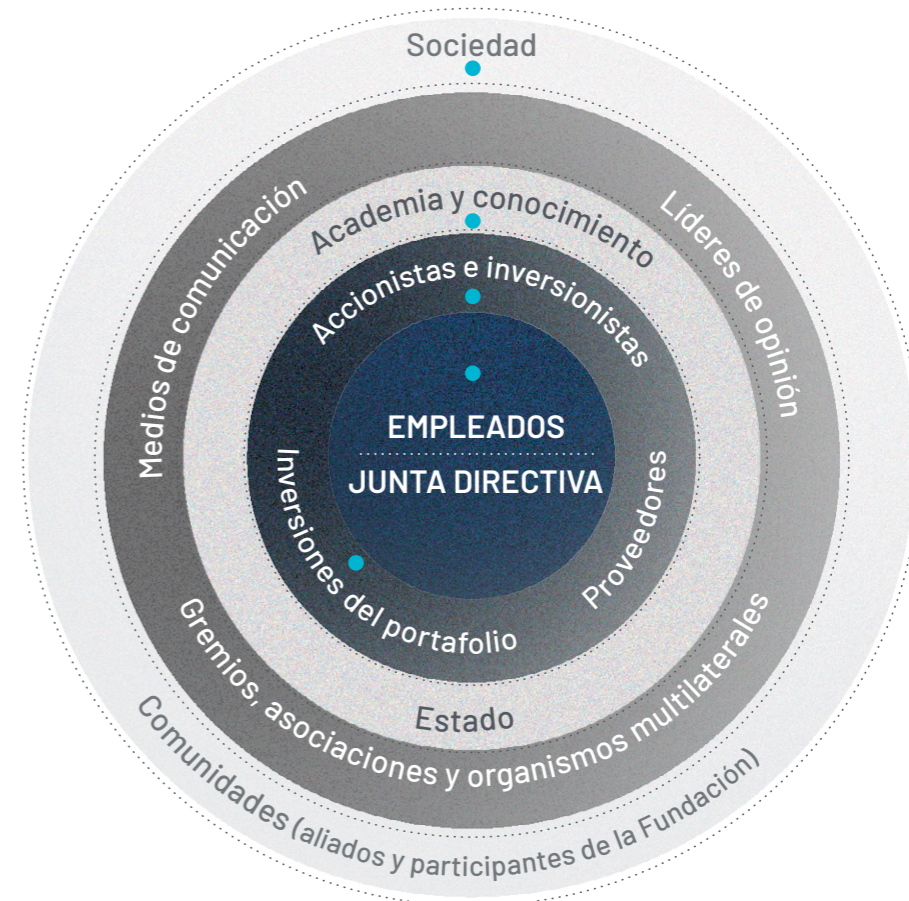 Sociedad
Medios de comunicación
Líderes de opinión
Academia y conocimiento
Accionistas e inversionistas
EMPLEADOS
JUNTA DIRECTIVA
Inversiones del portafolio
Proveedores
Estado
Gremios, asociaciones y organismos multilaterales
Comunidades (aliados y participantes de la Fundación)